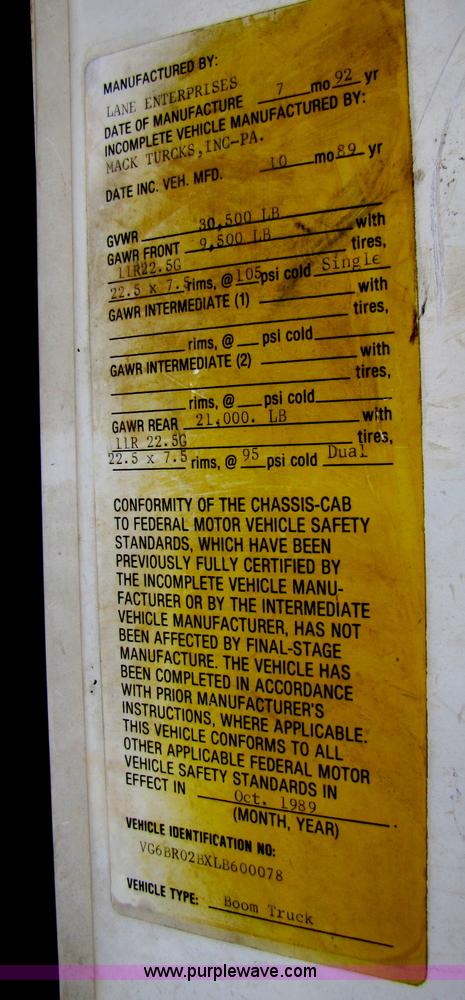 MANUFACTURED BY:
LANE ENTERPRISES
DATE OF MANUFACTURE 7 mo 92 yr
INCOMPLETE VEHICLE MANUFACTURED BY:
MACK TURCKS,INC-PA.
DATE INC. VEH. MFD. 10 mo 89 yr
GVWR 30,500 LB
GAWR FRONT 9,500 LB with
11R22.5G tires,
22.5 x 7.5 rims, @ 105 psi cold Single
GAWR INTERMEDIATE (1) with
tires,
rims, @ psi cold
GAWR INTERMEDIATE (2) with
tires,
rims, @ psi cold
GAWR REAR 21,000. LB with
11R 22.5G tires,
22.5 x 7.5 rims, @ 95 psi cold Dual
CONFORMITY OF THE CHASSIS-CAB
TO FEDERAL MOTOR VEHICLE SAFETY
STANDARDS, WHICH HAVE BEEN
PREVIOUSLY FULLY CERTIFIED BY
THE INCOMPLETE VEHICLE MANU-
FACTURER OR BY THE INTERMEDIATE
VEHICLE MANUFACTURER, HAS NOT
BEEN AFFECTED BY FINAL-STAGE
MANUFACTURE. THE VEHICLE HAS
BEEN COMPLETED IN ACCORDANCE
WITH PRIOR MANUFACTURER'S
INSTRUCTIONS, WHERE APPLICABLE.
THIS VEHICLE CONFORMS TO ALL
OTHER APPLICABLE FEDERAL MOTOR
VEHICLE SAFETY STANDARDS IN
EFFECT IN Oct. 1989.
(MONTH, YEAR)
VEHICLE IDENTIFICATION NO:
VG6BR02BXLB600078
VEHICLE TYPE: Boom Truck
www.purplewave.com